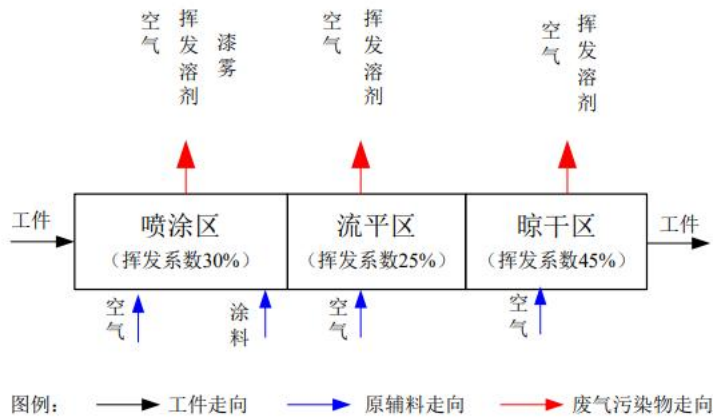 空气
挥发溶剂
漆雾
空气
挥发溶剂
空气
挥发溶剂
工件
喷涂区
（挥发系数30%）
流平区
（挥发系数25%）
晾干区
（挥发系数45%）
工件
空气
涂料
空气
空气
图例：
工件走向
原辅料走向
废气污染物走向